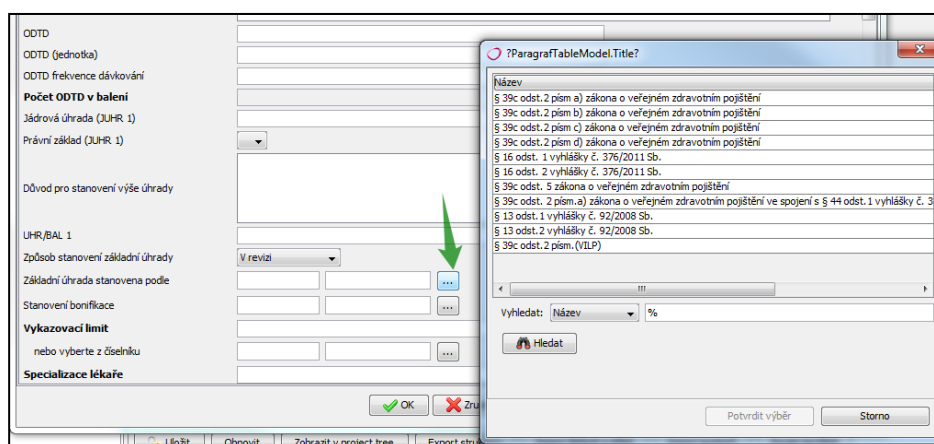 ODTD
ODTD (jednotka)
ODTD frekvence dávkování
Počet ODTD v balení
Jádrová úhrada (JUHR 1)
Právní základ (JUHR 1)
Důvod pro stanovení výše úhrady
UHR/BAL 1
Způsob stanovení základní úhrady
V revizi
Základní úhrada stanovena podle
...
Stanovení bonifikace
...
Vykazovací limit
nebo vyberte z číselníku
...
Specializace lékaře
OK
Zru
Uložit
Obnovit
Zobrazit v project tree
Export stru
?ParagrafTableModel.Title?
Název
§ 39c odst.2 písm a) zákona o veřejném zdravotním pojištění
§ 39c odst.2 písm b) zákona o veřejném zdravotním pojištění
§ 39c odst.2 písm c) zákona o veřejném zdravotním pojištění
§ 39c odst.2 písm d) zákona o veřejném zdravotním pojištění
§ 16 odst. 1 vyhlášky č. 376/2011 Sb.
§ 16 odst. 2 vyhlášky č. 376/2011 Sb.
§ 39c odst. 5 zákona o veřejném zdravotním pojištění
§ 39c odst. 2 písm.a) zákona o veřejném zdravotním pojištění ve spojení s § 44 odst.1 vyhlášky č. 3
§ 13 odst.1 vyhlášky č. 92/2008 Sb.
§ 13 odst.2 vyhlášky č. 92/2008 Sb.
§ 39c odst.2 písm.(VILP)
Vyhledat: Název %
Hledat
Potvrdit výběr Storno